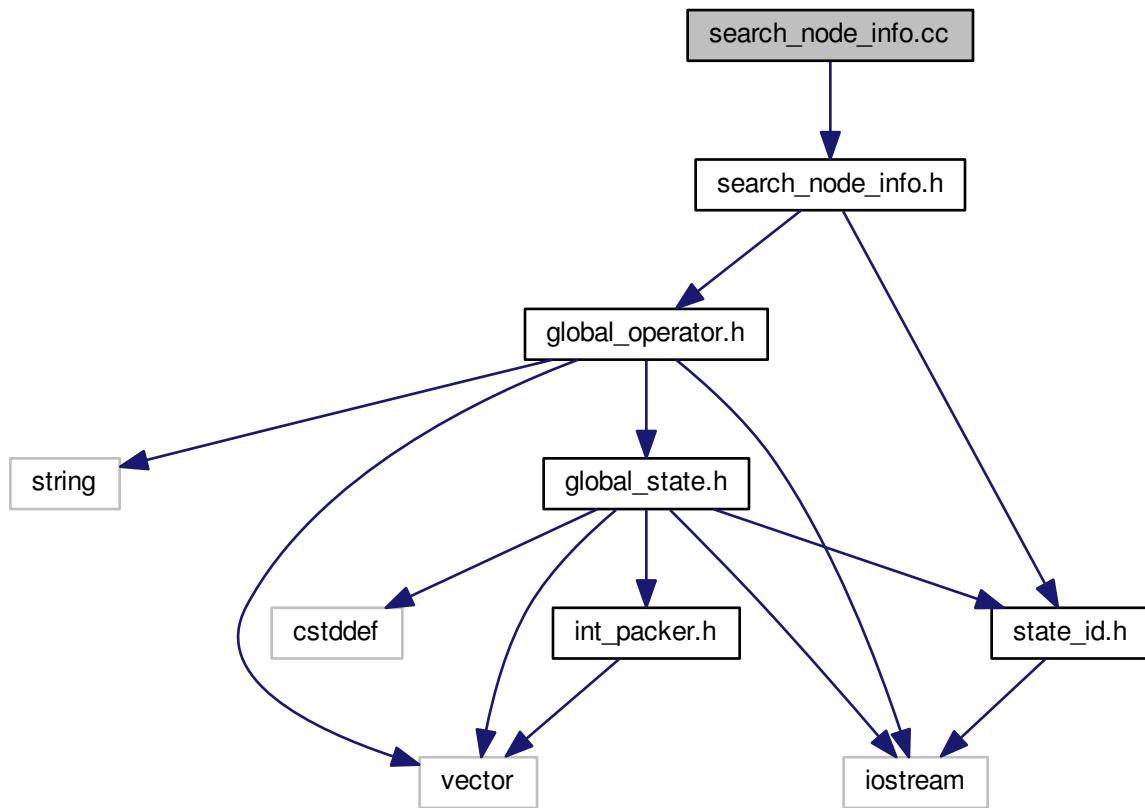 search_node_info.cc
search_node_info.h
global_operator.h
string
global_state.h
cstddef
int_packer.h
state_id.h
vector
iostream